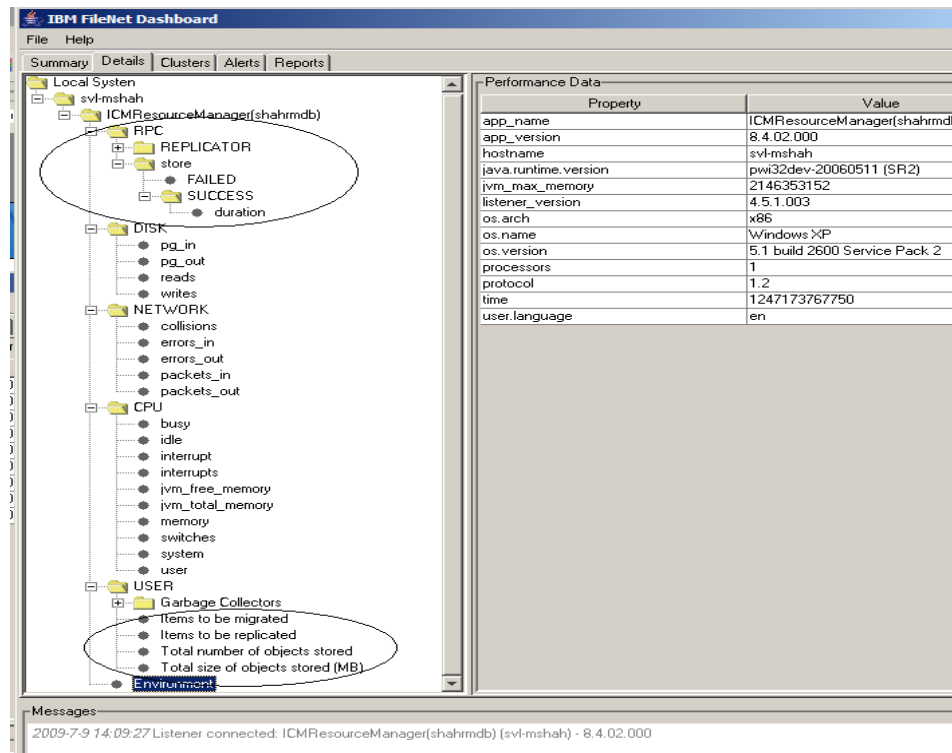 IBM FileNet Dashboard
File Help
Summary Details Clusters Alerts Reports
Local Systen
svl-mshah
ICMResourceManager(shahrmdb)
RPC
REPLICATOR
store
FAILED
SUCCESS
duration
DISK
pg_in
pg_out
reads
writes
NETWORK
collisions
errors_in
errors_out
packets_in
packets_out
CPU
busy
idle
interrupt
interrupts
jvm_free_memory
jvm_total_memory
memory
switches
system
user
USER
Garbage Collectors
Items to be migrated
Items to be replicated
Total number of objects stored
Total size of objects stored (MB)
Environment
Performance Data
Property Value
app_name ICMResourceManager(shahrmd
app_version 8.4.02.000
hostname svl-mshah
java.runtime.version pwi32dev-20060511 (SR2)
jvm_max_memory 2146353152
listener_version 4.5.1.003
os.arch x86
os.name Windows XP
os.version 5.1 build 2600 Service Pack 2
processors 1
protocol 1.2
time 1247173767750
user.language en
Messages
2009-7-9 14:09:27 Listener connected: ICMResourceManager(shahrmdb) (svl-mshah) - 8.4.02.000